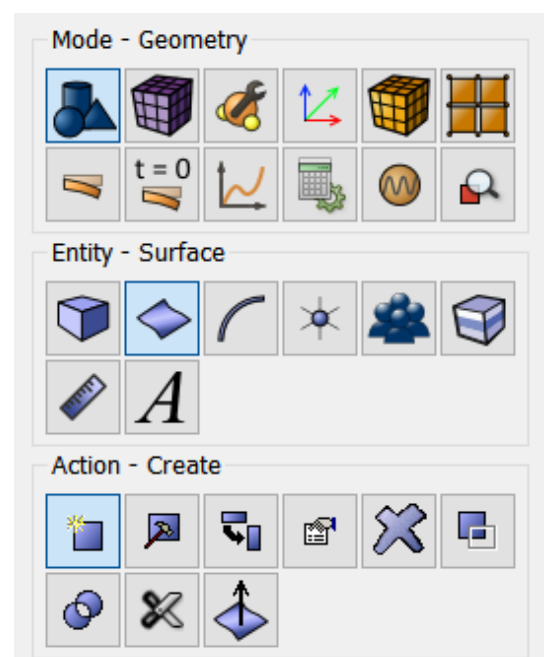 Mode - Geometry
t = 0
Entity - Surface
A
Action - Create